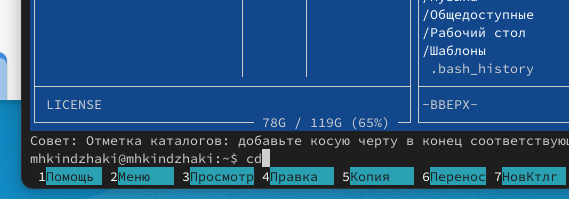 /Музыка
/Общедоступные
/Рабочий стол
/Шаблоны
.bash_history
LICENSE
-ВВЕРХ-
78G / 119G (65%)
Совет: Отметка каталогов: добавьте косую черту в конец соответствую
mhkindzhaki@mhkindzhaki:~$ cd
1Помощь 2Меню 3Просмотр 4Правка 5Копия 6Перенос 7НовКтлг